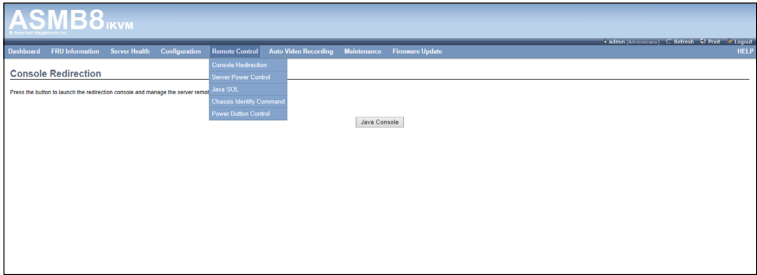 ASMB8 iKVM
© American Megatrends Inc.
• admin (Administrator) Refresh Print Logout
Dashboard FRU Information Server Health Configuration Remote Control Auto Video Recording Maintenance Firmware Update HELP
Console Redirection
Server Power Control
Java SOL
Chassis Identify Command
Power Button Control
Console Redirection
Press the button to launch the redirection console and manage the server
Java Console